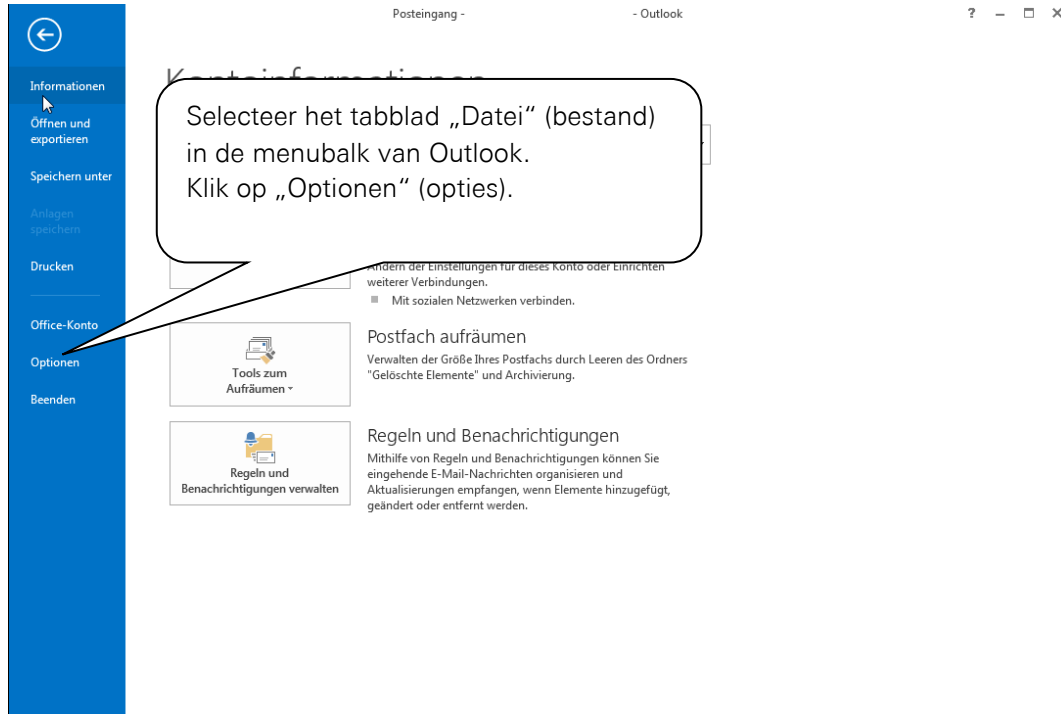 Posteingang - - Outlook
?
Informationen
Öffnen und
exportieren
Speichern unter
Anlagen
speichern
Drucken
Office-Konto
Optionen
Beenden
Kontoinformationen
Selecteer het tabblad „Datei“ (bestand)
in de menubalk van Outlook.
Klik op „Optionen“ (opties).
Ändern der Einstellungen für dieses Konto oder Einrichten
weiterer Verbindungen.
Mit sozialen Netzwerken verbinden.
Tools zum
Aufräumen
Postfach aufräumen
Verwalten der Größe Ihres Postfachs durch Leeren des Ordners
"Gelöschte Elemente" und Archivierung.
Regeln und
Benachrichtigungen verwalten
Regeln und Benachrichtigungen
Mithilfe von Regeln und Benachrichtigungen können Sie
eingehende E-Mail-Nachrichten organisieren und
Aktualisierungen empfangen, wenn Elemente hinzugefügt,
geändert oder entfernt werden.